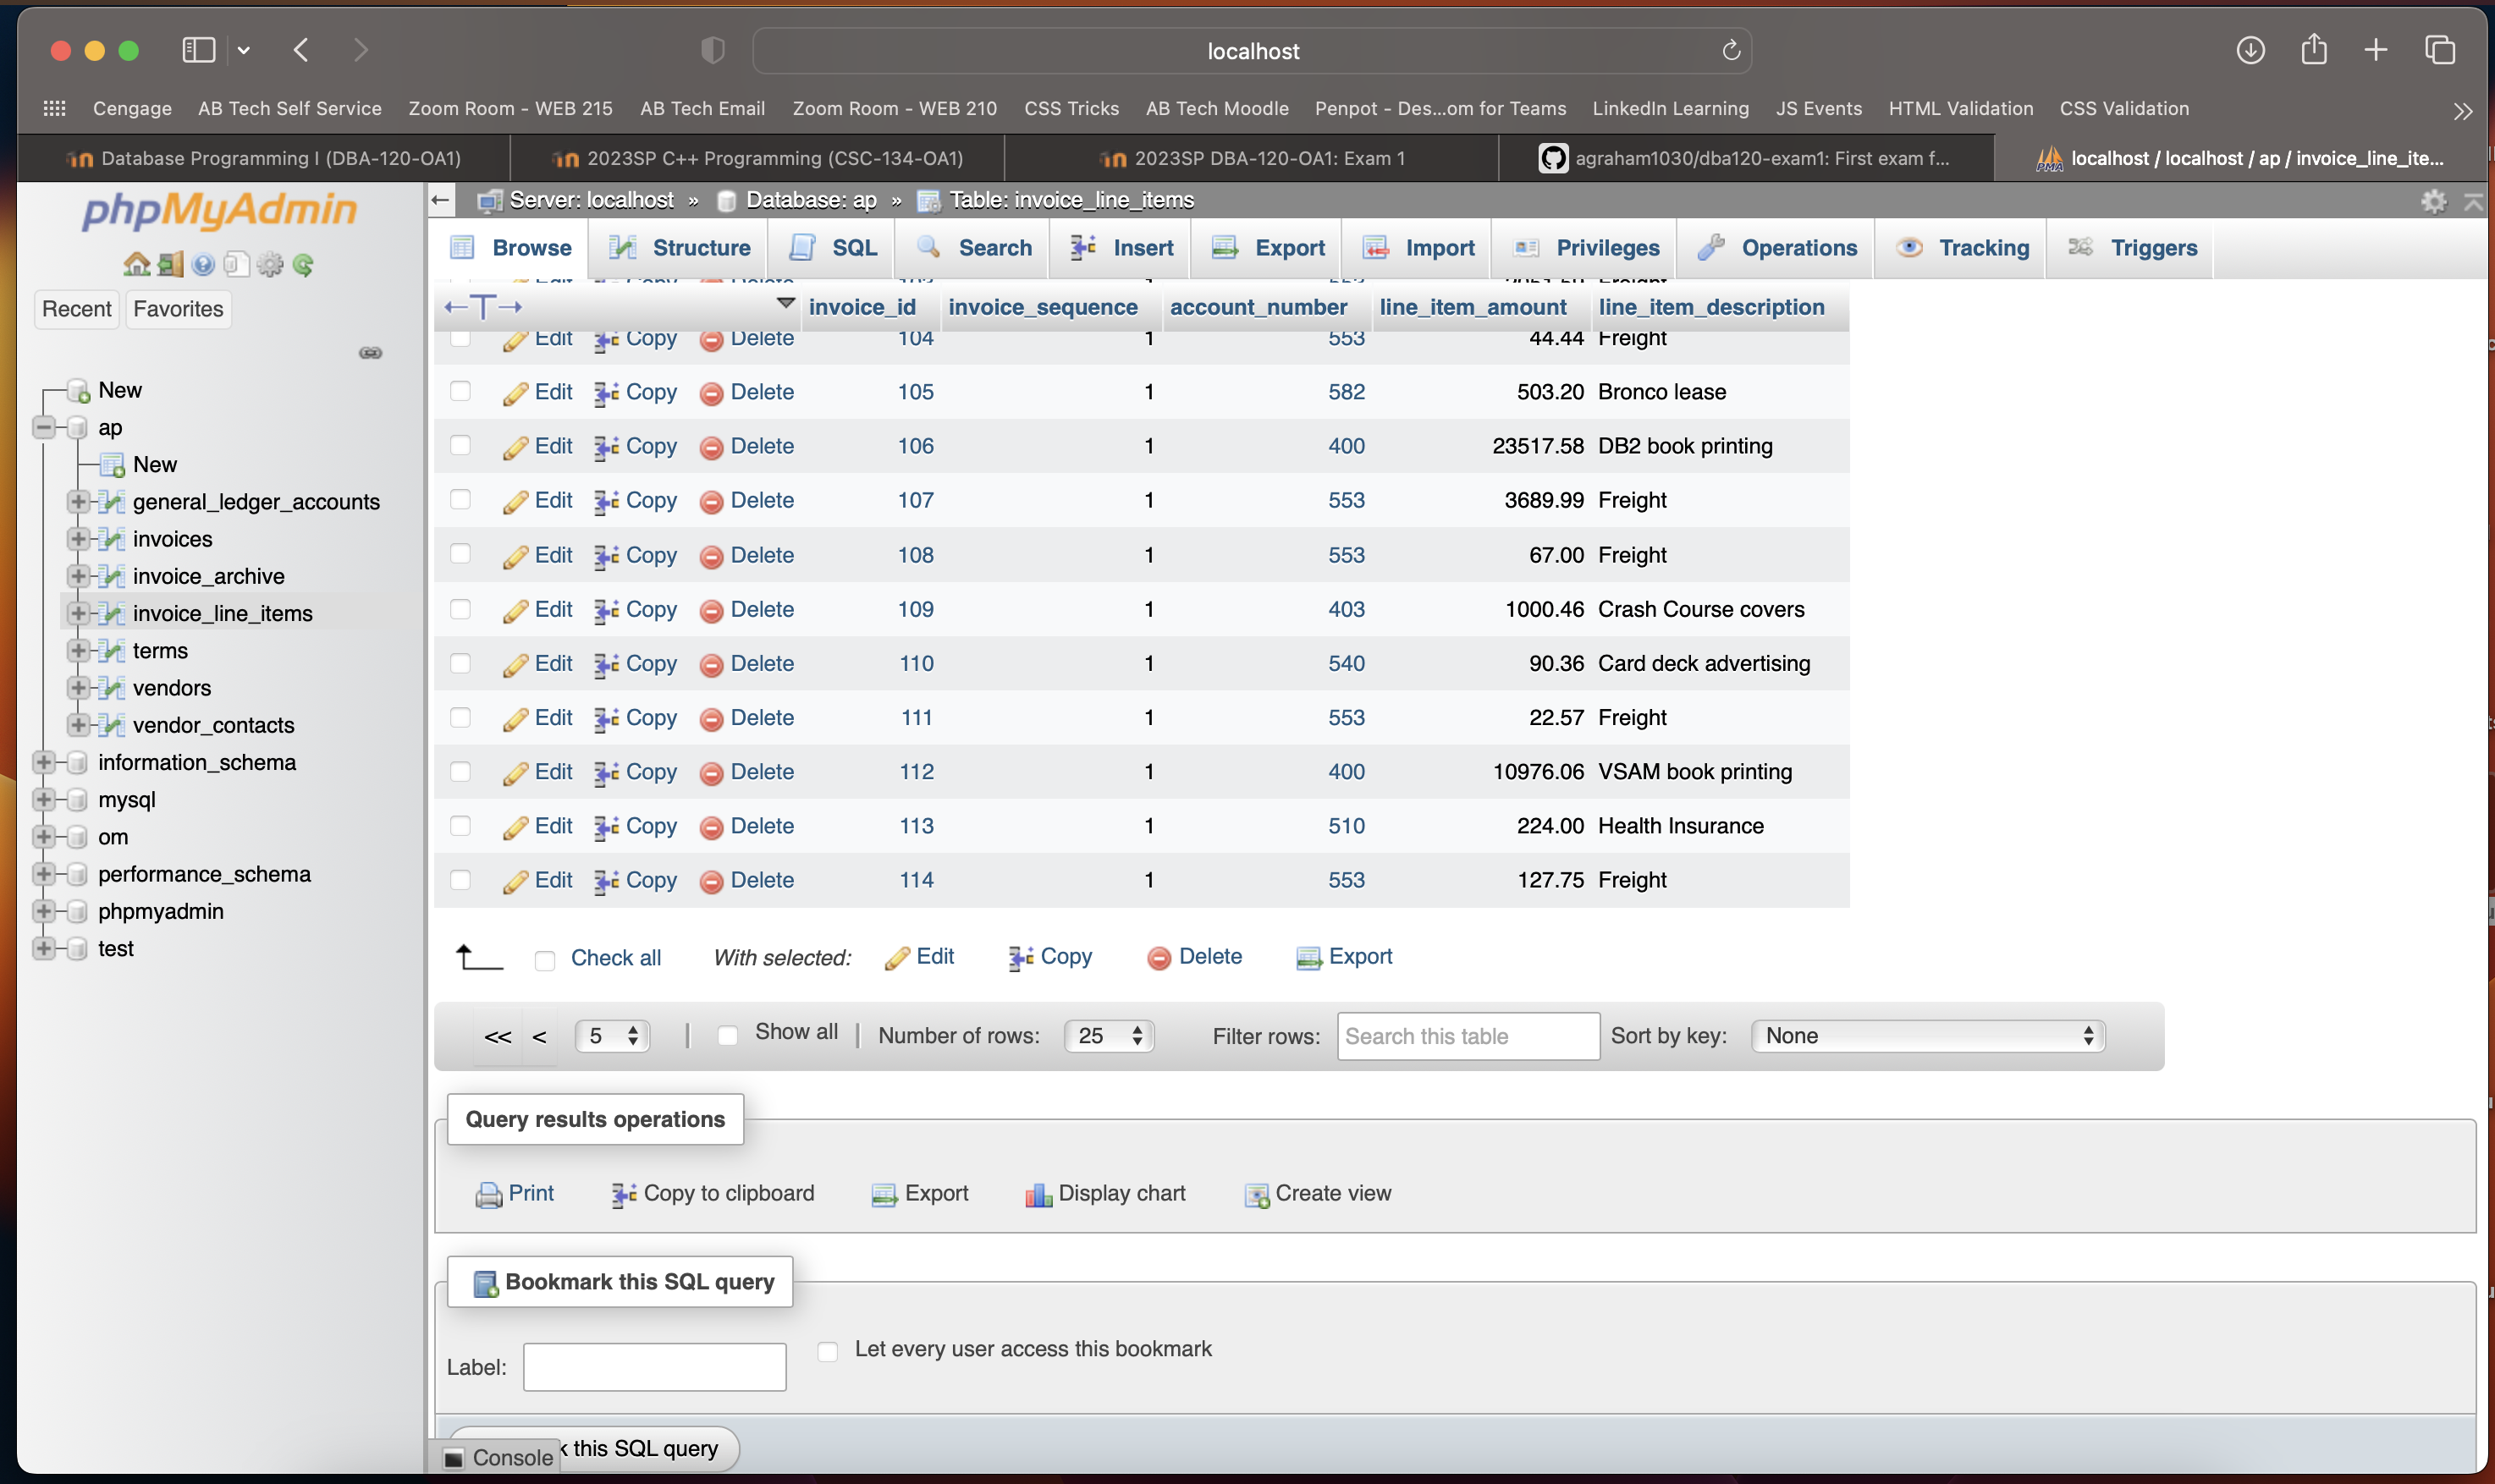 localhost
Cengage AB Tech Self Service Zoom Room - WEB 215 AB Tech Email Zoom Room - WEB 210 CSS Tricks AB Tech Moodle Penpot - Des...om for Teams LinkedIn Learning JS Events HTML Validation CSS Validation
Database Programming I (DBA-120-OA1) 2023SP C++ Programming (CSC-134-OA1) 2023SP DBA-120-OA1: Exam 1 agraham1030/dba120-exam1: First exam f... localhost / localhost / ap / invoice_line_ite...
phpMyAdmin
Recent Favorites
New
ap
New
general_ledger_accounts
invoices
invoice_archive
invoice_line_items
terms
vendors
vendor_contacts
information_schema
mysql
om
performance_schema
phpmyadmin
test
Server: localhost » Database: ap » Table: invoice_line_items
Browse Structure SQL Search Insert Export Import Privileges Operations Tracking Triggers
←T→ invoice_id invoice_sequence account_number line_item_amount line_item_description
Edit Copy Delete 104 1 553 44.44 Freight
Edit Copy Delete 105 1 582 503.20 Bronco lease
Edit Copy Delete 106 1 400 23517.58 DB2 book printing
Edit Copy Delete 107 1 553 3689.99 Freight
Edit Copy Delete 108 1 553 67.00 Freight
Edit Copy Delete 109 1 403 1000.46 Crash Course covers
Edit Copy Delete 110 1 540 90.36 Card deck advertising
Edit Copy Delete 111 1 553 22.57 Freight
Edit Copy Delete 112 1 400 10976.06 VSAM book printing
Edit Copy Delete 113 1 510 224.00 Health Insurance
Edit Copy Delete 114 1 553 127.75 Freight
Check all With selected: Edit Copy Delete Export
<< < 5 | Show all | Number of rows: 25 Filter rows: Search this table Sort by key: None
Query results operations
Print Copy to clipboard Export Display chart Create view
Bookmark this SQL query
Label: Let every user access this bookmark
Console k this SQL query